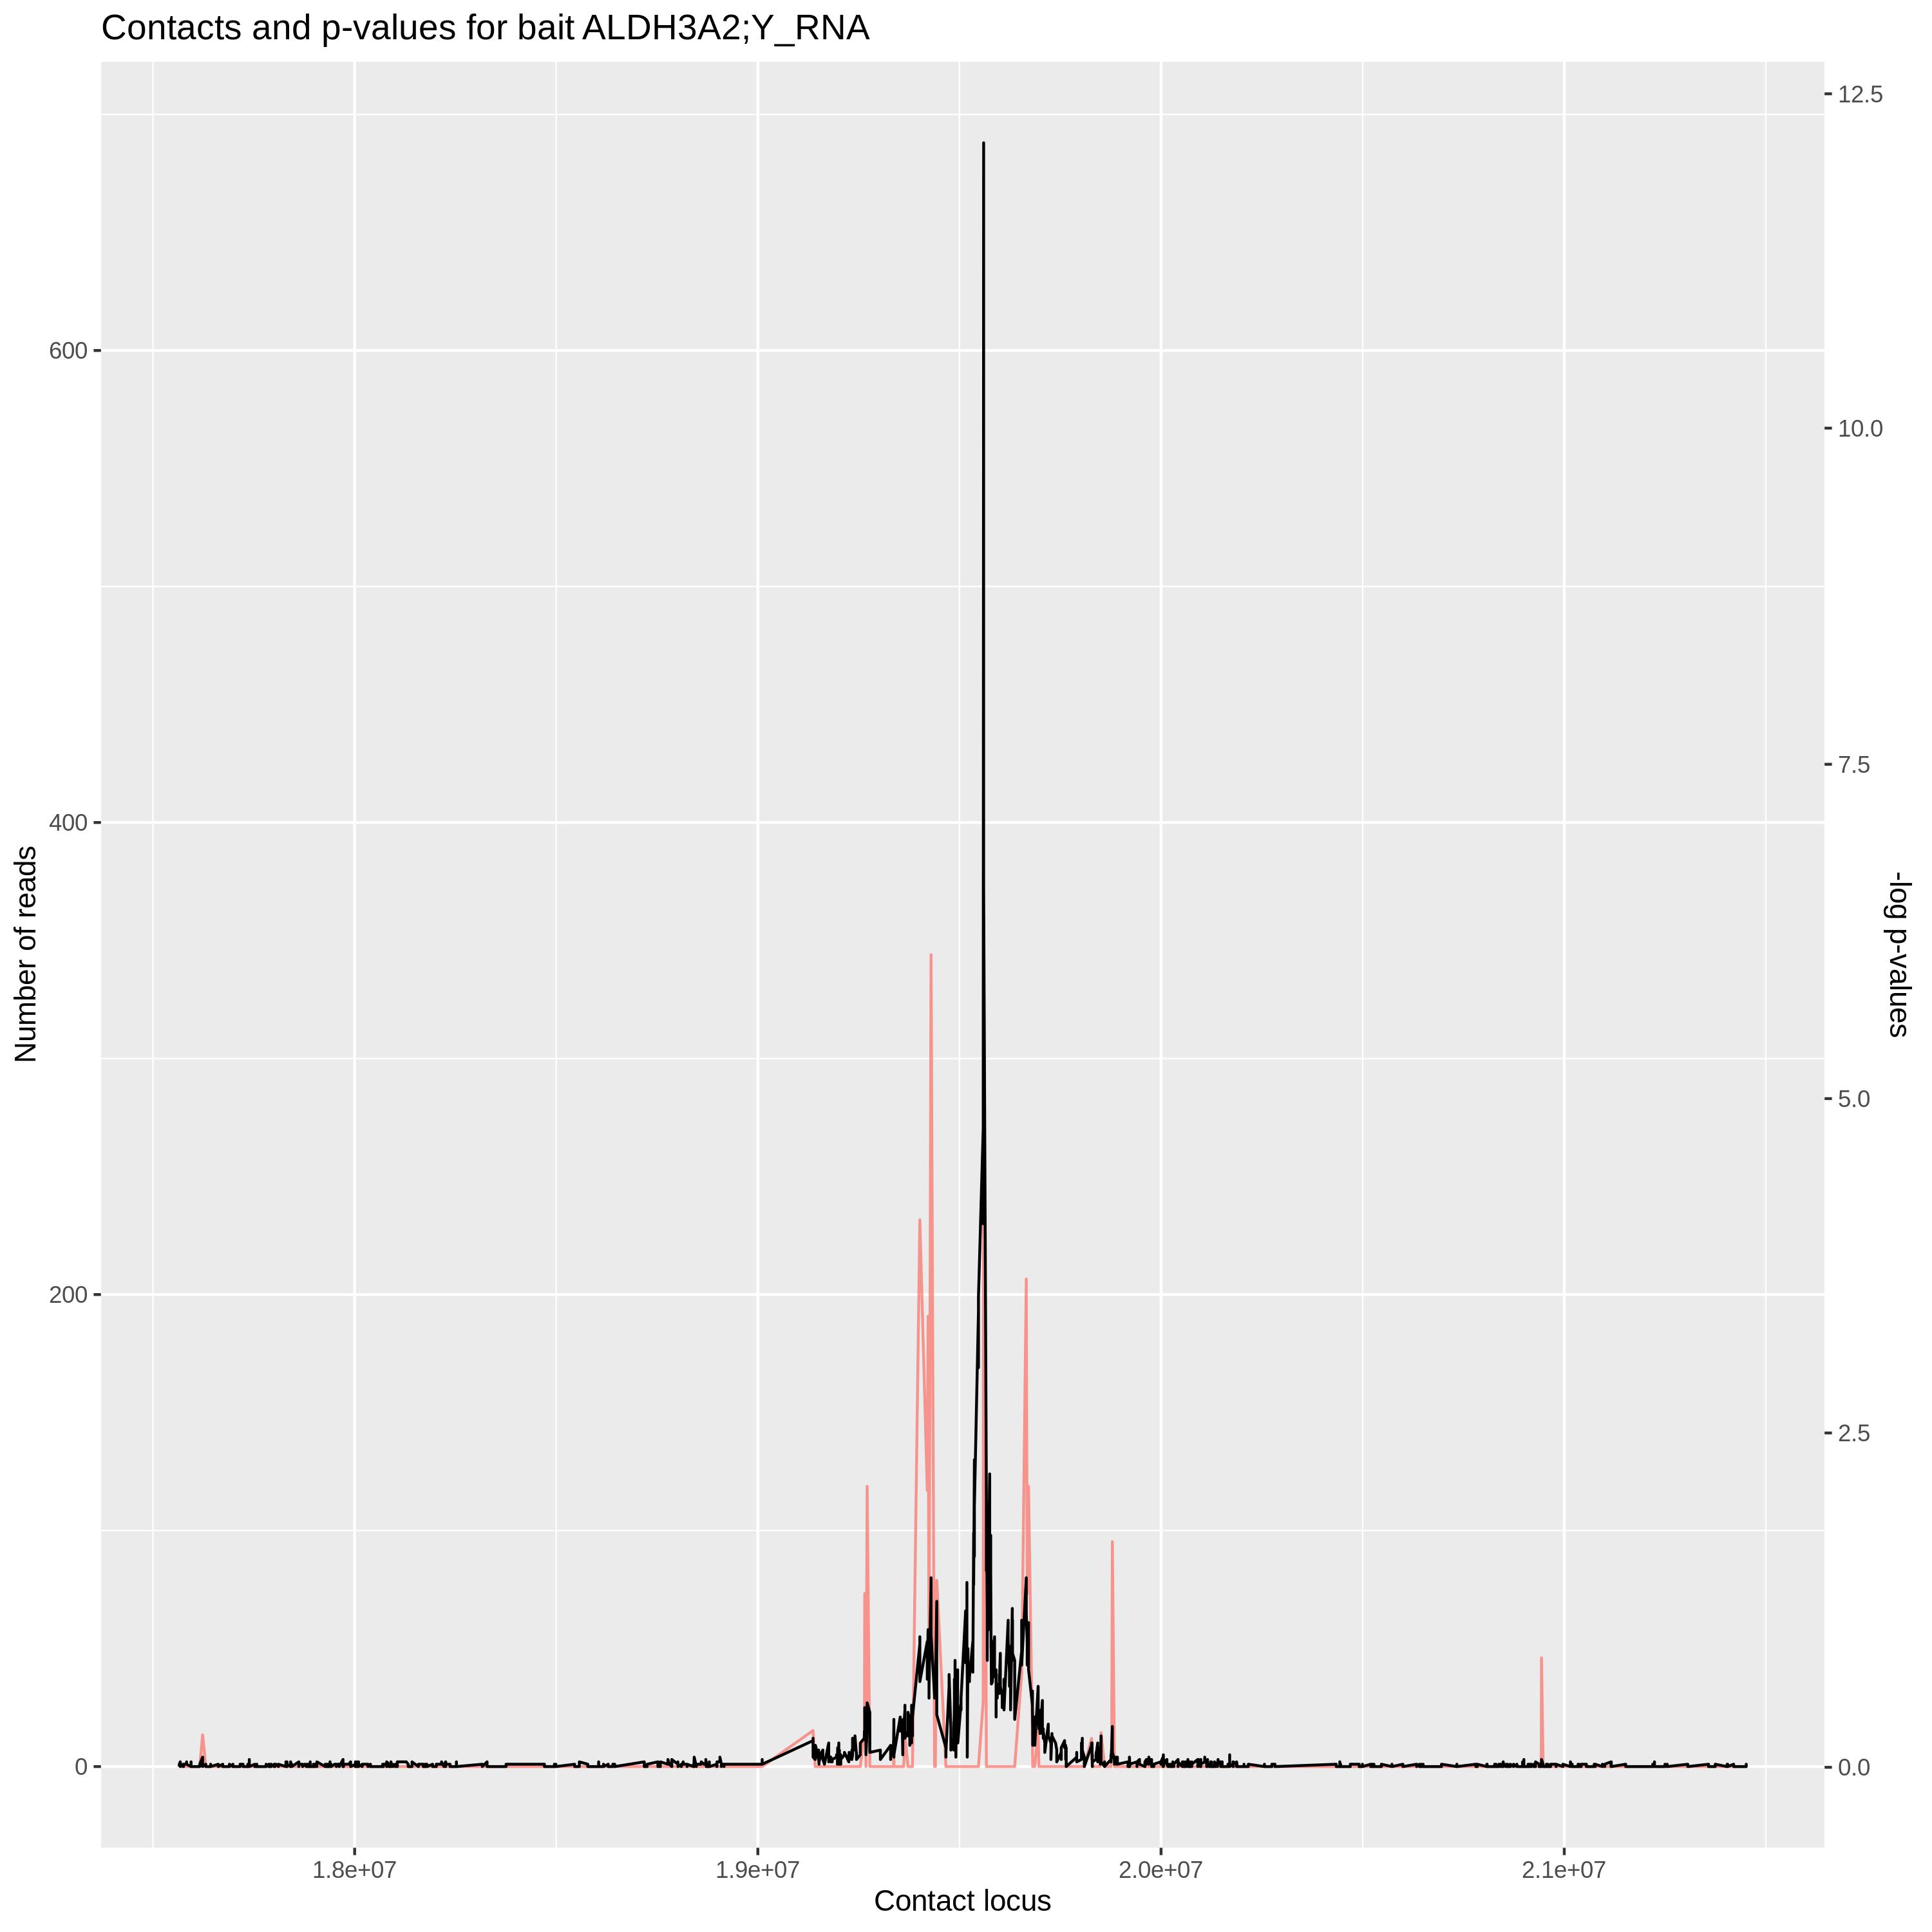 Contacts and p-values for bait ALDH3A2;Y_RNA
12.5
600
10.0
7.5
400
Number of reads
-log p-values
5.0
200
2.5
0
0.0
1.8e+07
1.9e+07
2.0e+07
2.1e+07
Contact locus